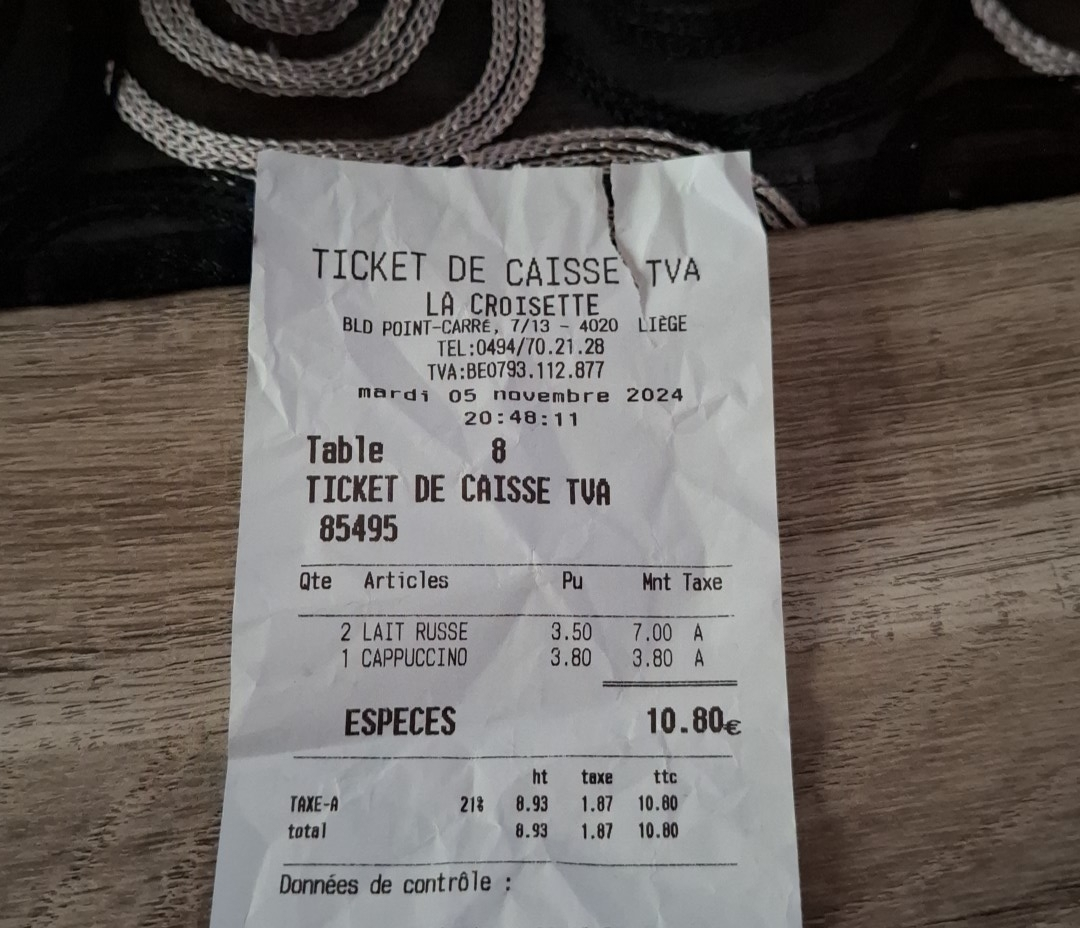 TICKET DE CAISSE TVA
LA CROISETTE
BLD POINT-CARRÉ, 7/13 - 4020 LIÈGE
TEL:0494/70.21.28
TVA:BE0793.112.877
mardi 05 novembre 2024
20:48:11
Table 8
TICKET DE CAISSE TVA
85495
Qte Articles Pu Mnt Taxe
2 LAIT RUSSE 3.50 7.00 A
1 CAPPUCCINO 3.80 3.80 A
ESPECES 10.80€
ht taxe ttc
TAXE-A 21% 8.93 1.87 10.80
total 8.93 1.87 10.80
Données de contrôle :